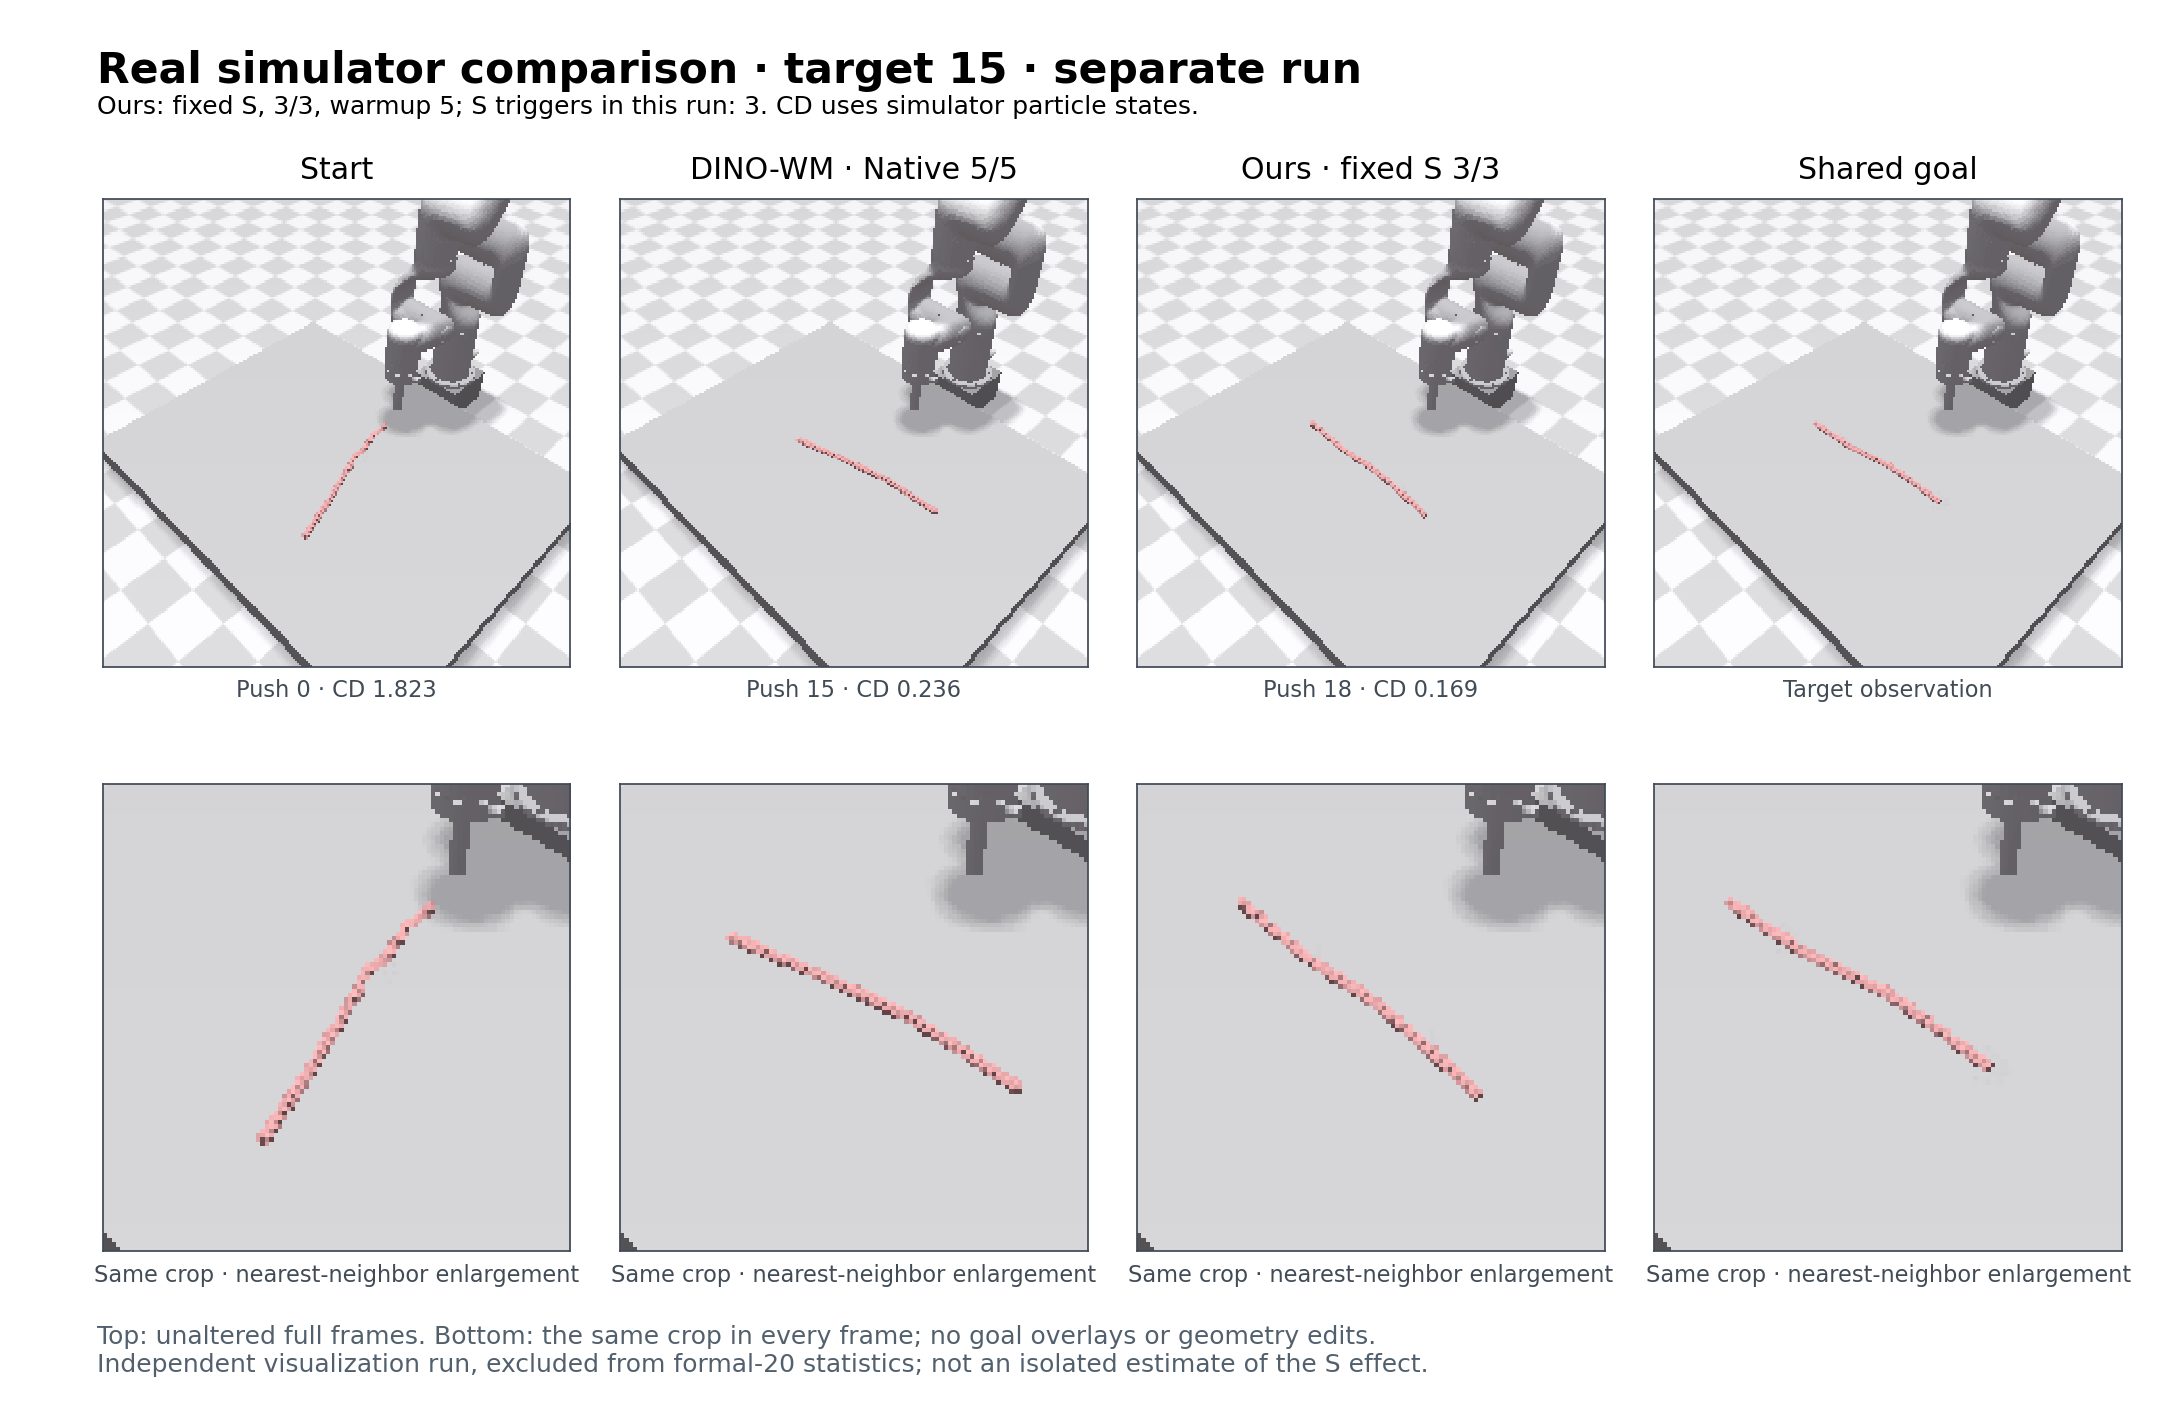 Real simulator comparison · target 15 · separate run
Ours: fixed S, 3/3, warmup 5; S triggers in this run: 3. CD uses simulator particle states.
Start
DINO-WM · Native 5/5
Ours · fixed S 3/3
Shared goal
Push 0 · CD 1.823
Push 15 · CD 0.236
Push 18 · CD 0.169
Target observation
Same crop · nearest-neighbor enlargement
Same crop · nearest-neighbor enlargement
Same crop · nearest-neighbor enlargement
Same crop · nearest-neighbor enlargement
Top: unaltered full frames. Bottom: the same crop in every frame; no goal overlays or geometry edits.
Independent visualization run, excluded from formal-20 statistics; not an isolated estimate of the S effect.